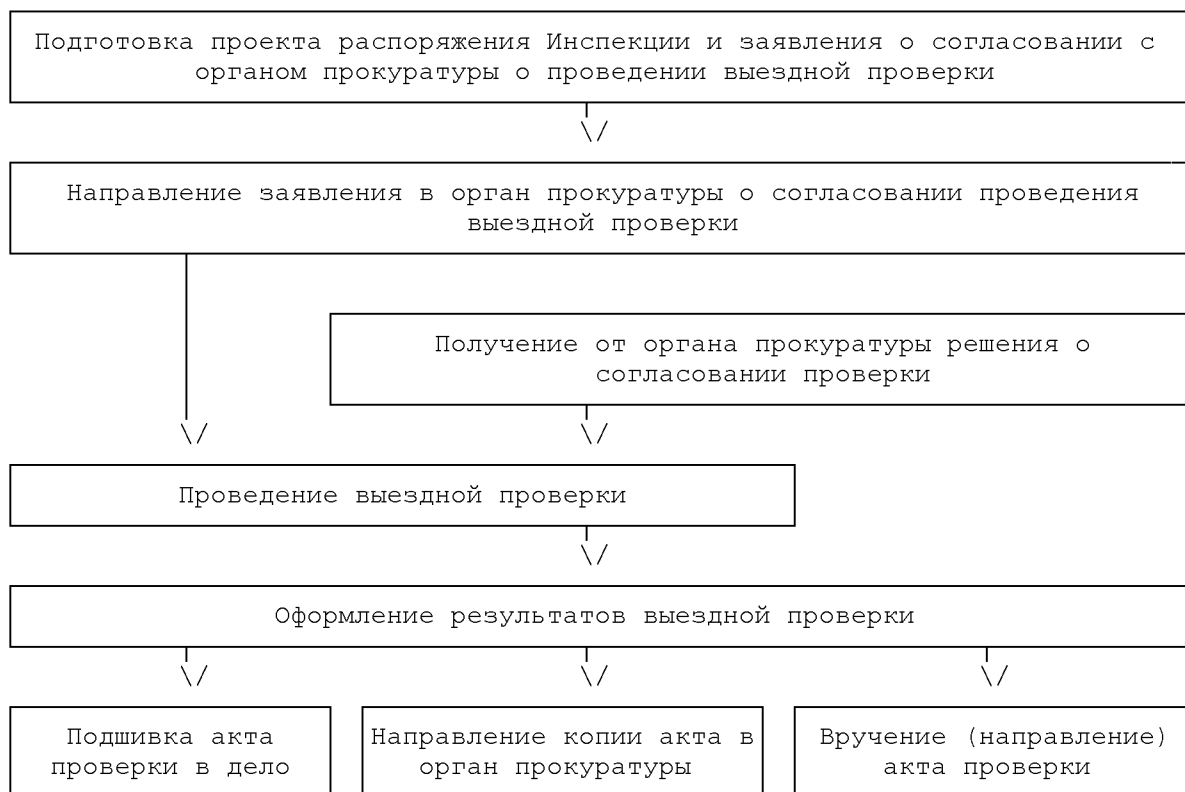 Подготовка проекта распоряжения Инспекции и заявления о согласовании с
органом прокуратуры о проведении выездной проверки
Направление заявления в орган прокуратуры о согласовании проведения
выездной проверки
Получение от органа прокуратуры решения о
согласовании проверки
Проведение выездной проверки
Оформление результатов выездной проверки
Подшивка акта
проверки в дело
Направление копии акта в
орган прокуратуры
Вручение (направление)
акта проверки